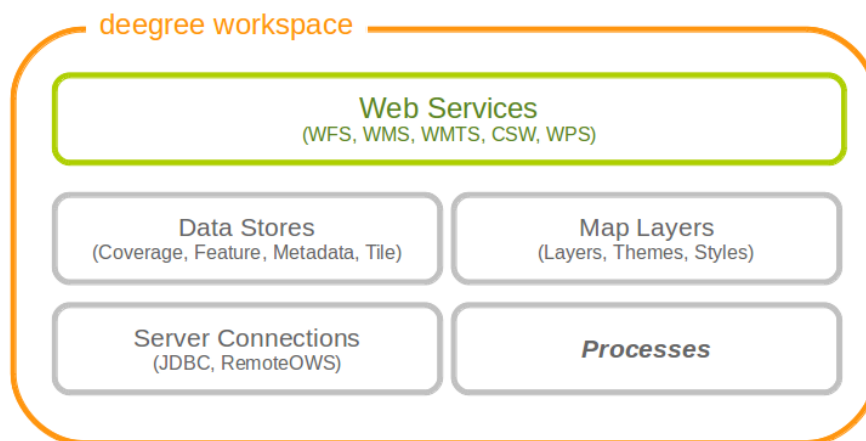 deegree workspace
Web Services
(WFS, WMS, WMTS, CSW, WPS)
Data Stores
(Coverage, Feature, Metadata, Tile)
Map Layers
(Layers, Themes, Styles)
Server Connections
(JDBC, RemoteOWS)
Processes